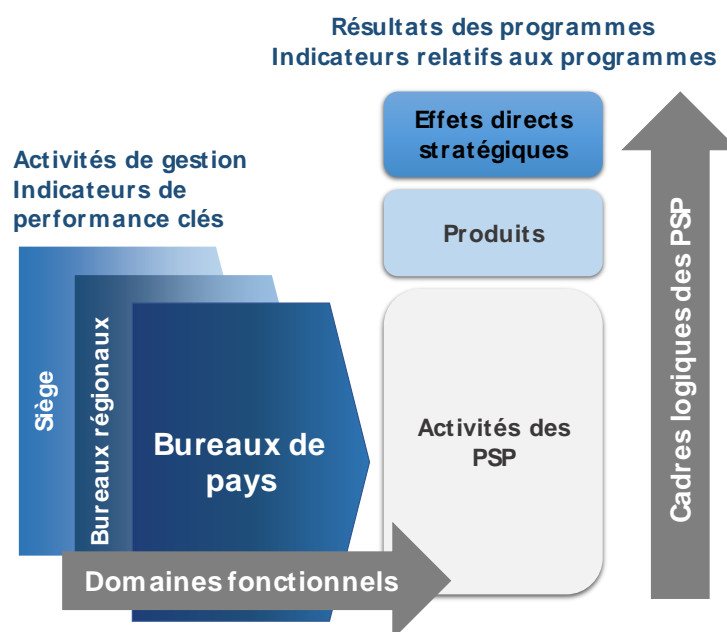 Résultats des programmes
Indicateurs relatifs aux programmes
Effets directs
stratégiques
Activités de gestion
Indicateurs de
performance clés
Produits
Siège
Bureaux régionaux
Bureaux de
pays
Activités des
PSP
Cadres logiques des PSP
Domaines fonctionnels